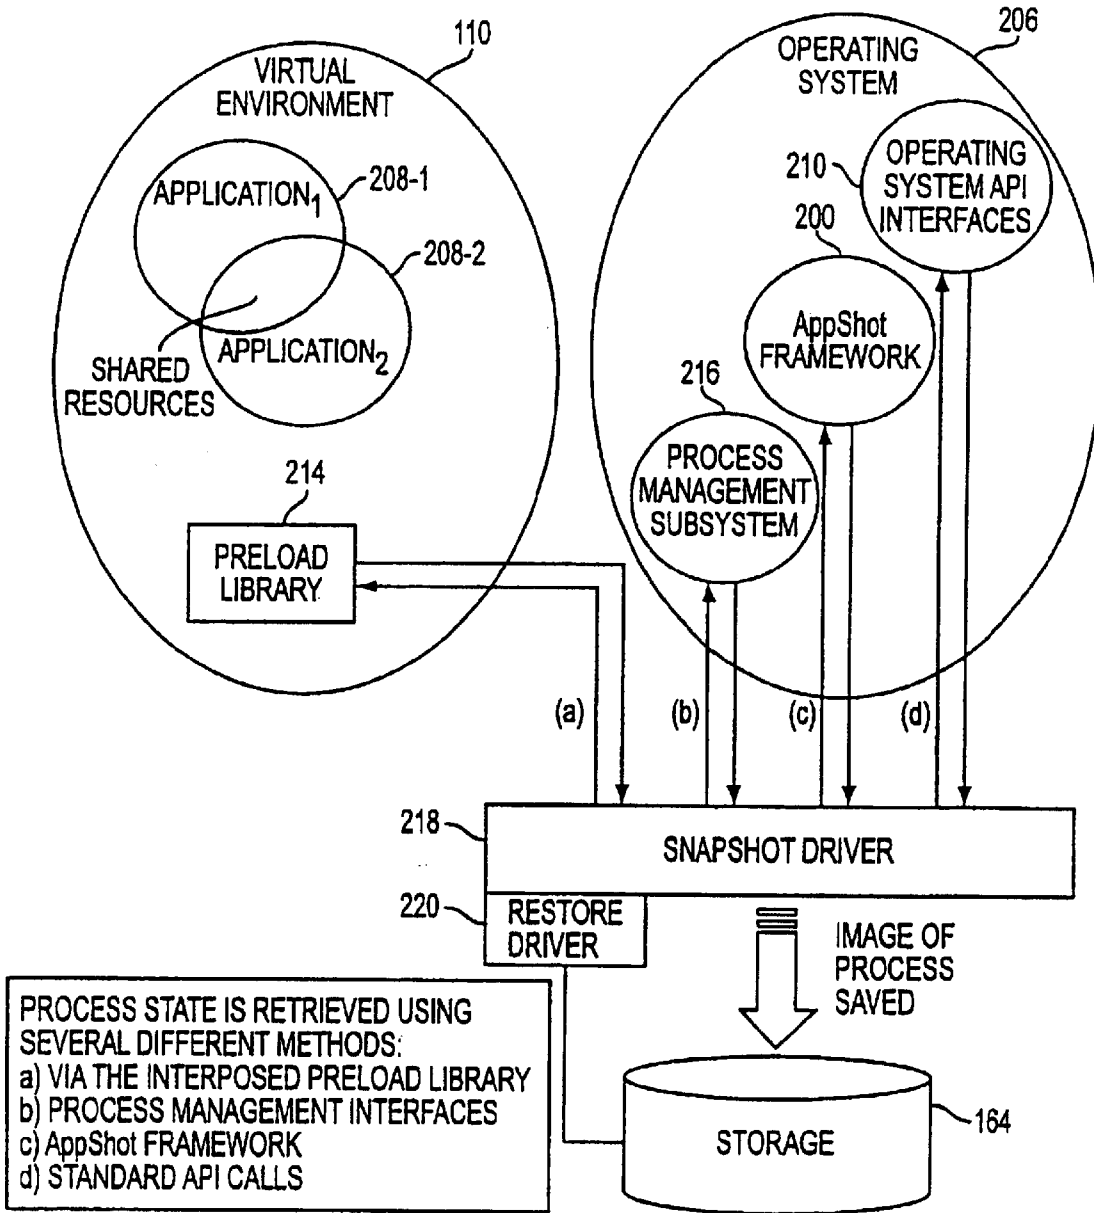 110
VIRTUAL
ENVIRONMENT
APPLICATION1
208-1
208-2
APPLICATION2
SHARED
RESOURCES
214
PRELOAD
LIBRARY
206
OPERATING
SYSTEM
210
OPERATING
SYSTEM API
INTERFACES
200
AppShot
FRAMEWORK
216
PROCESS
MANAGEMENT
SUBSYSTEM
(a)
(b)
(c)
(d)
218
SNAPSHOT DRIVER
220
RESTORE
DRIVER
IMAGE OF
PROCESS
SAVED
PROCESS STATE IS RETRIEVED USING
SEVERAL DIFFERENT METHODS:
a) VIA THE INTERPOSED PRELOAD LIBRARY
b) PROCESS MANAGEMENT INTERFACES
c) AppShot FRAMEWORK
d) STANDARD API CALLS
STORAGE
164